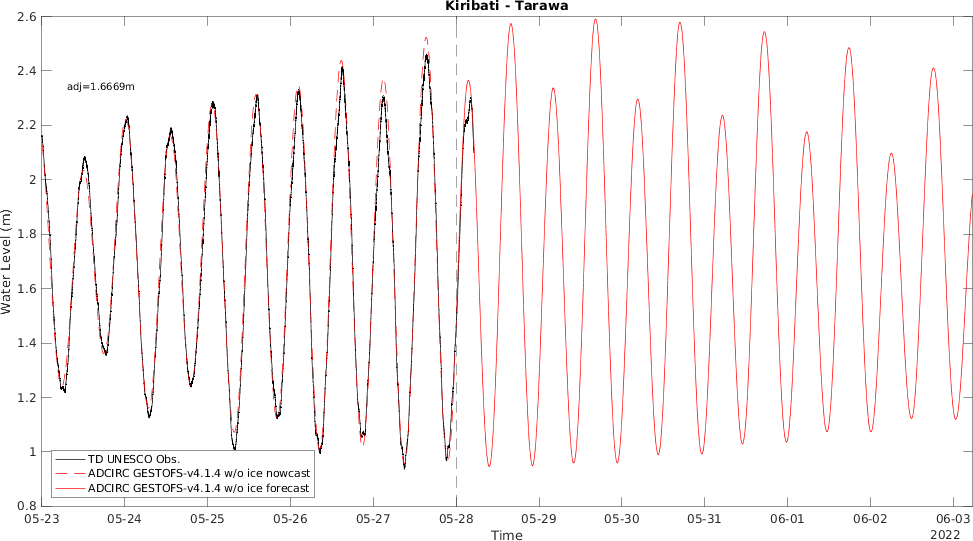 Kiribati - Tarawa
2.6
2.4
adj=1.6669m
2.2
2
1.8
1.6
1.4
1.2
1
0.8
Water Level (m)
TD UNESCO Obs.
ADCIRC GESTOFS-v4.1.4 w/o ice nowcast
ADCIRC GESTOFS-v4.1.4 w/o ice forecast
05-23 05-24 05-25 05-26 05-27 05-28 05-29 05-30 05-31 06-01 06-02 06-03
Time
2022